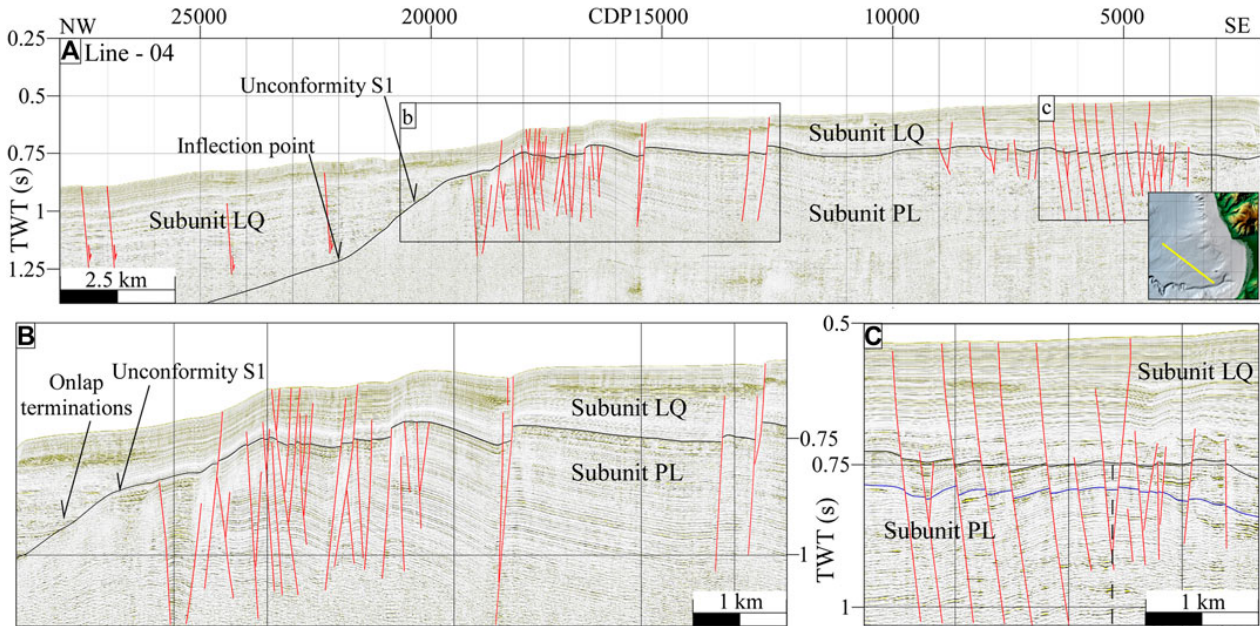 NW 25000 20000 CDP15000 10000 5000 SE
0.25
A Line - 04
Unconformity S1
0.5
b
c
Subunit LQ
Inflection point
0.75
TWT (s)
Subunit LQ
1
Subunit PL
1.25
2.5 km
B
Unconformity S1
Onlap
terminations
Subunit LQ
0.75
Subunit PL
1
1 km
C
0.5
Subunit LQ
0.75
TWT (s)
Subunit PL
1
1 km